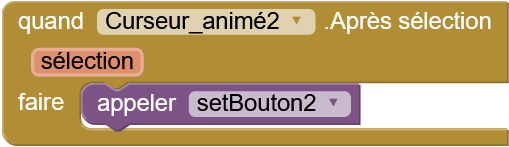 quand Curseur_animé2 .Après sélection
sélection
faire appeler setBouton2